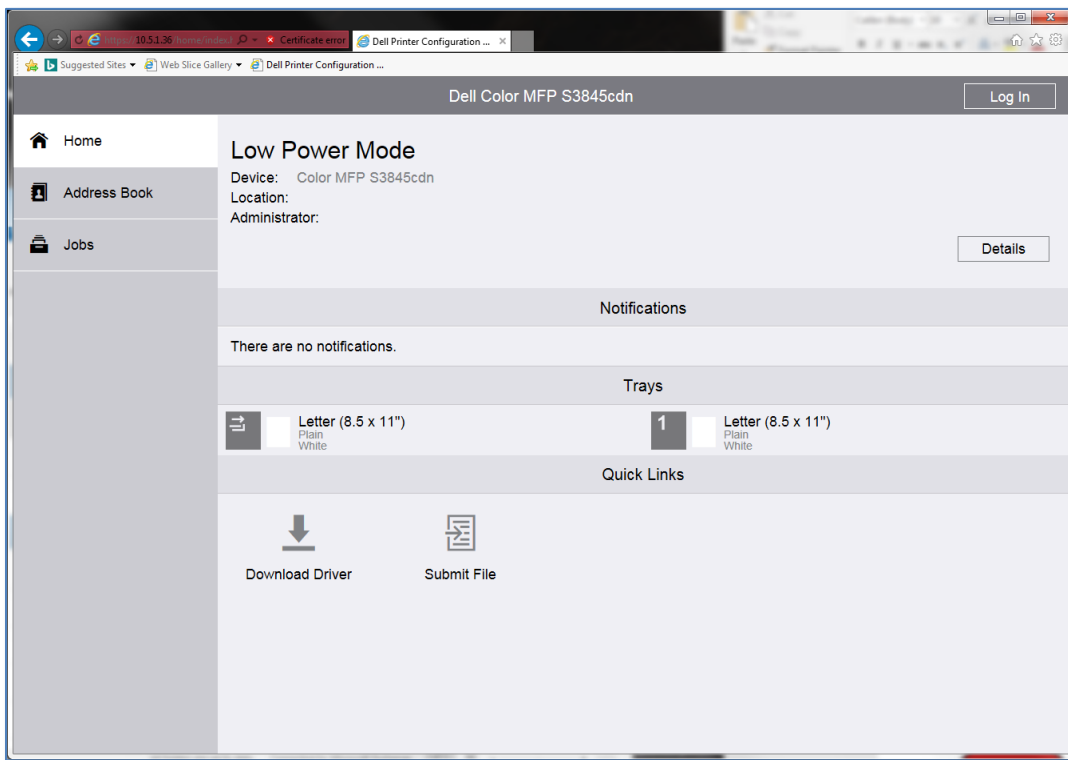 https://10.5.1.36/home/index.h
Certificate error
Dell Printer Configuration ...
Suggested Sites
Web Slice Gallery
Dell Printer Configuration ...
Dell Color MFP S3845cdn
Log In
Home
Address Book
Jobs
Low Power Mode
Device: Color MFP S3845cdn
Location:
Administrator:
Details
Notifications
There are no notifications.
Trays
Letter (8.5 x 11")
Plain
White
1
Letter (8.5 x 11")
Plain
White
Quick Links
Download Driver
Submit File